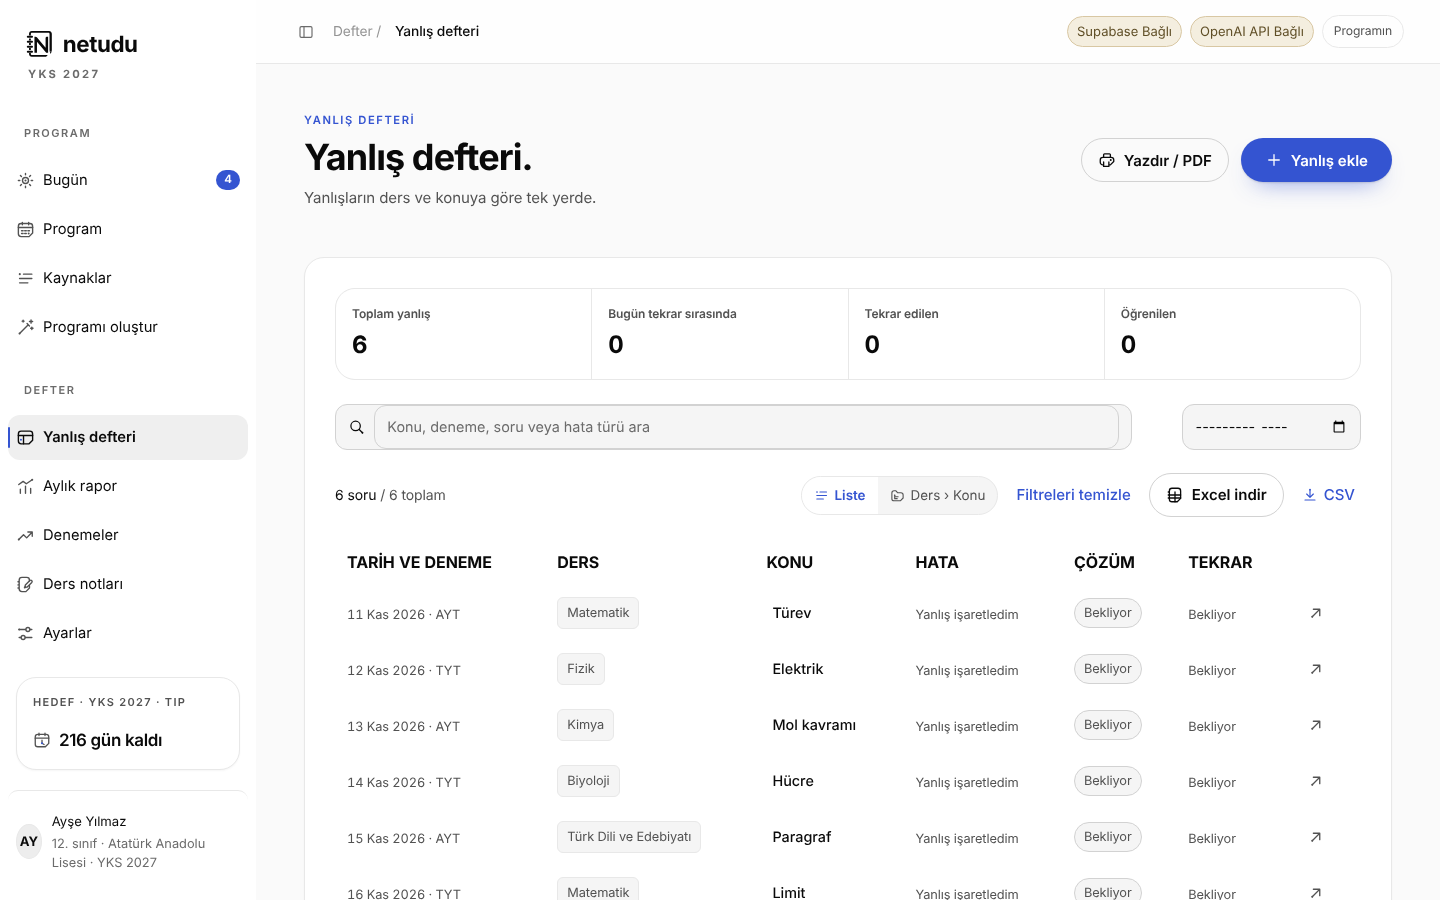 netudu
YKS 2027
PROGRAM
Bugün 4
Program
Kaynaklar
Programı oluştur
DEFTER
Yanlış defteri
Aylık rapor
Denemeler
Ders notları
Ayarlar
HEDEF · YKS 2027 · TIP
216 gün kaldı
AY
Ayşe Yılmaz
12. sınıf · Atatürk Anadolu
Lisesi · YKS 2027
Defter / Yanlış defteri
Supabase Bağlı
OpenAI API Bağlı
Programın
YANLIŞ DEFTERİ
Yanlış defteri.
Yanlışların ders ve konuya göre tek yerde.
Yazdır / PDF
Yanlış ekle
Toplam yanlış
6
Bugün tekrar sırasında
0
Tekrar edilen
0
Öğrenilen
0
Konu, deneme, soru veya hata türü ara
--------- ----
6 soru / 6 toplam
Liste
Ders › Konu
Filtreleri temizle
Excel indir
CSV
TARİH VE DENEME DERS KONU HATA ÇÖZÜM TEKRAR
11 Kas 2026 · AYT Matematik Türev Yanlış işaretledim Bekliyor Bekliyor
12 Kas 2026 · TYT Fizik Elektrik Yanlış işaretledim Bekliyor Bekliyor
13 Kas 2026 · AYT Kimya Mol kavramı Yanlış işaretledim Bekliyor Bekliyor
14 Kas 2026 · TYT Biyoloji Hücre Yanlış işaretledim Bekliyor Bekliyor
15 Kas 2026 · AYT Türk Dili ve Edebiyatı Paragraf Yanlış işaretledim Bekliyor Bekliyor
16 Kas 2026 · TYT Matematik Limit Yanlış işaretledim Bekliyor Bekliyor